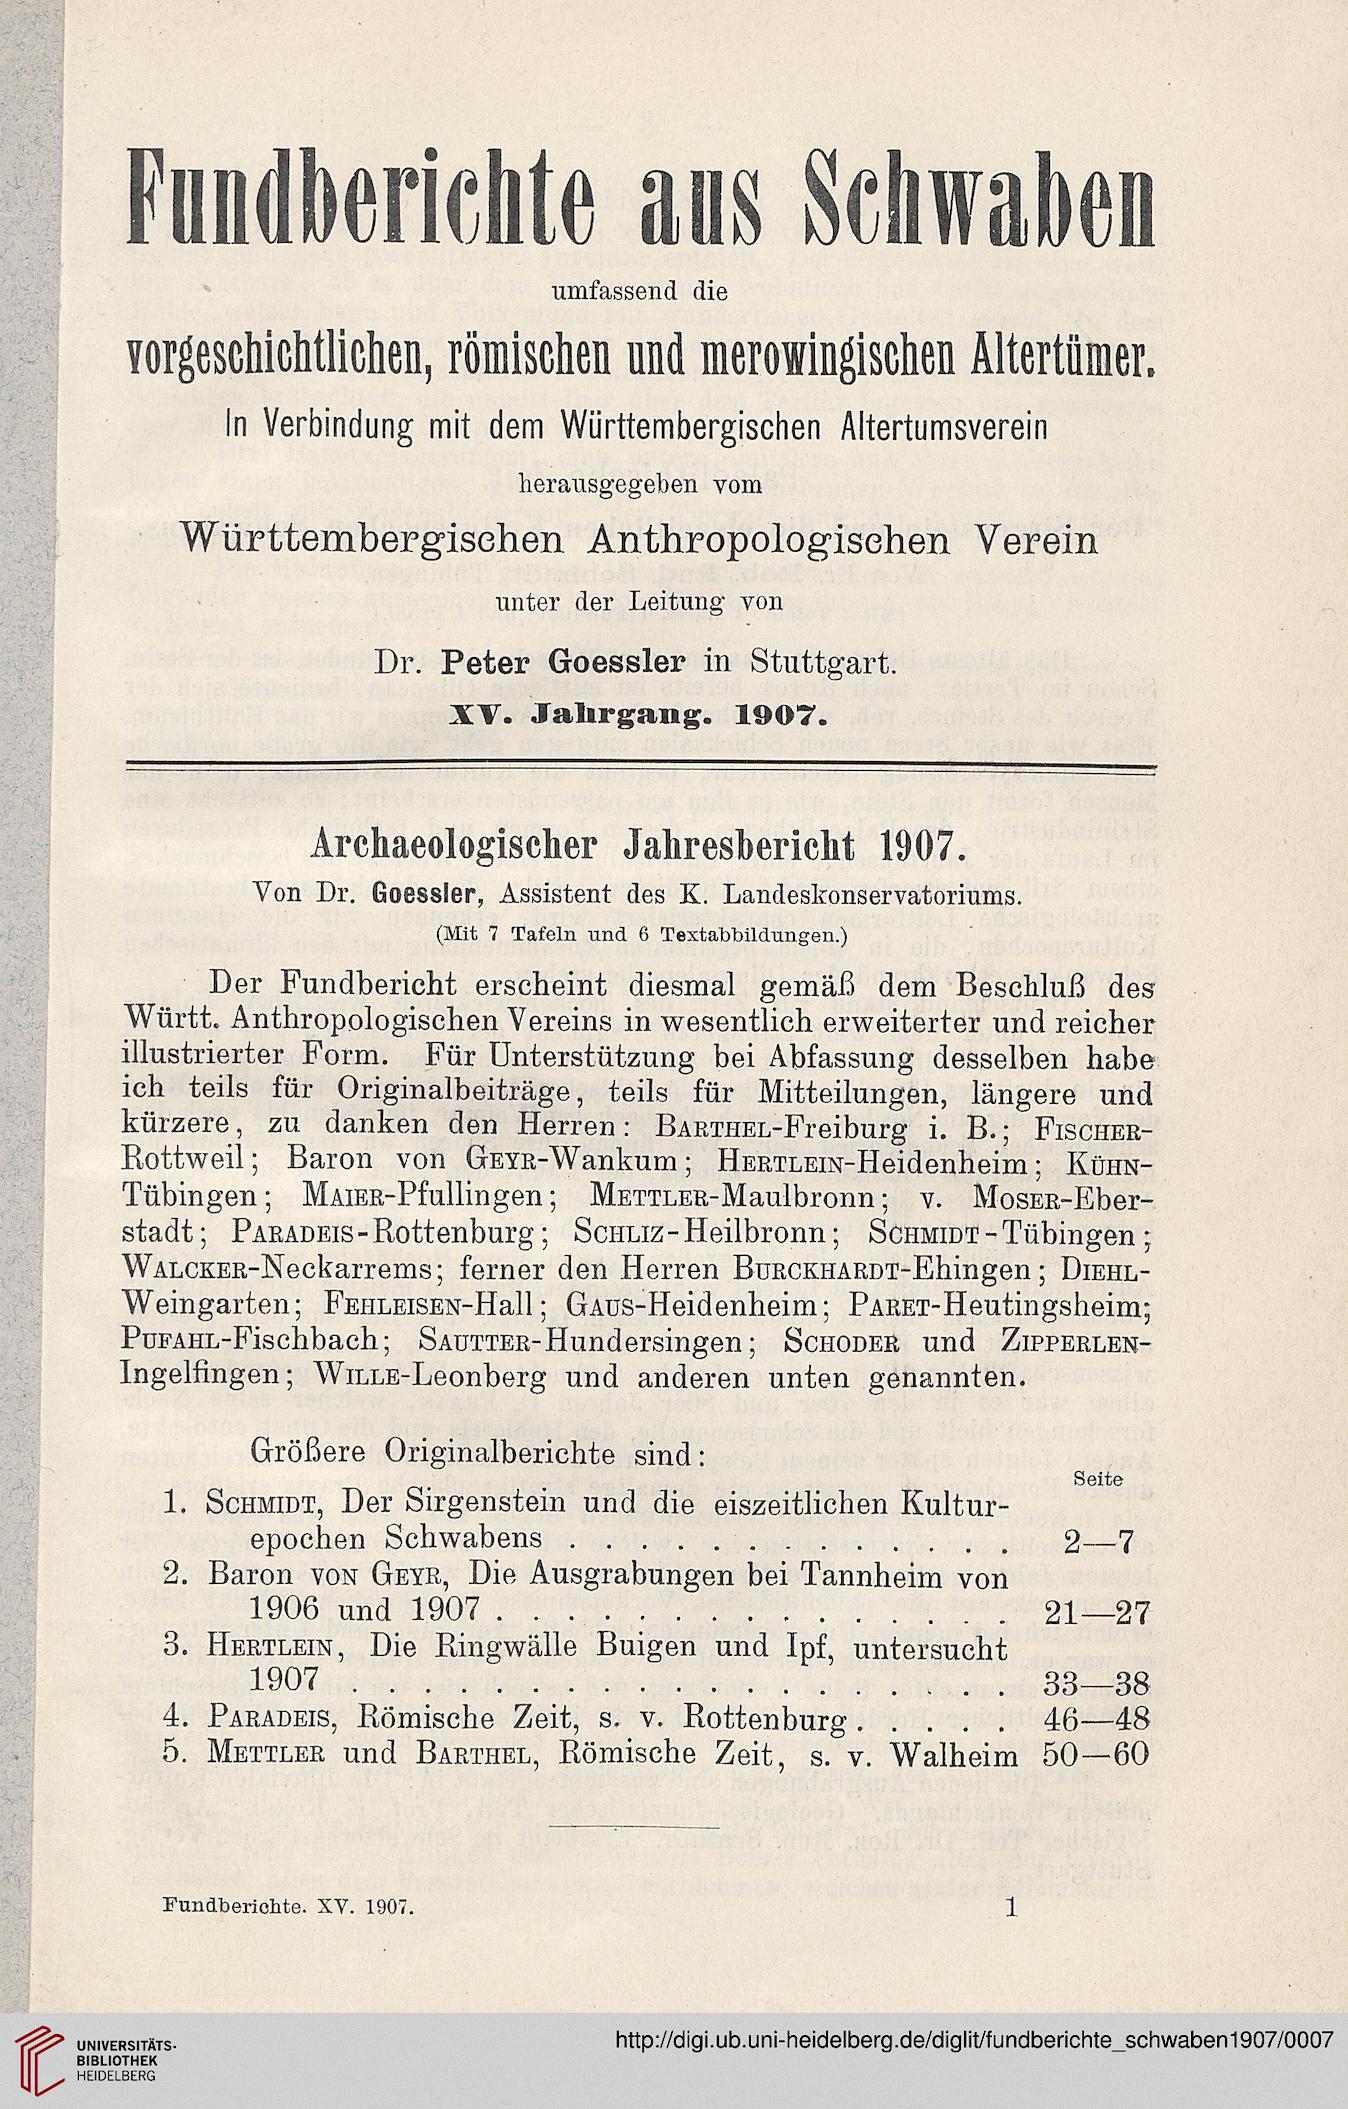 Fundberichte aus Schwaben
umfassend die
vorgeschichtlichen, römischen und merowingischen Altertümer.
In Verbindung mit dem Württembergischen Altertumsverein
herausgegeben vom
Württembergischen Anthropologischen Verein
unter der Leitung von
Dr. Peter Goessler in Stuttgart.
XV. Jahrgang. 1907.
Archaeologischer Jahresbericht 1907.
Von Dr. Goessler, Assistent des K. Landeskonservatoriums.
(Mit 7 Tafeln und 6 Textabbildungen.)
Der Fundbericht erscheint diesmal gemäß dem Beschluß des
Württ. Anthropologischen Vereins in wesentlich erweiterter und reicher
illustrierter Form. Für Unterstützung bei Abfassung desselben habe
ich teils für Originalbeiträge, teils für Mitteilungen, längere und
kürzere, zu danken den Herren: BARTHEL-Freiburg i. B.; FISCHER-
Rottweil; Baron von GEYR-Wankum; HERTLEIN-Heidenheim; KÜHN-
Tübingen; MAIER-Pfullingen; METTLER-Maulbronn; v. MOSER-Eber-
stadt; PARADEIS-Rottenburg; SCHLIZ-Heilbronn; SCHMIDT-Tübingen;
WALCKER-Neckarrems; ferner den Herren BURCKHARDT-Ehingen; DIEHL-
Weingarten; FEHLEISEN-Hall; GAUS-Heidenheim; PARET-Heutingsheim;
PUFAHL-Fischbach; SAUTTER-Hundersingen; SCHODER und ZIPPERLEN-
Ingelfingen; WILLE-Leonberg und anderen unten genannten.
Größere Originalberichte sind:
Seite
1. SCHMIDT, Der Sirgenstein und die eiszeitlichen Kultur-
epochen Schwabens . . . . . . . . . . . . . 2—7
2. Baron VON GEYR, Die Ausgrabungen bei Tannheim von
1906 und 1907 . . . . . . . . . . . . . . . 21—27
3. HERTLEIN, Die Ringwälle Buigen und Ipf, untersucht
1907 . . . . . . . . . . . . . . . . . . . 33—38
4. PARADEIS, Römische Zeit, s. v. Rottenburg . . . . . 46—48
5. METTLER und BARTHEL, Römische Zeit, s. v. Walheim 50—60
Fundberichte. XV. 1907. 1
UNIVERSITÄTS-
BIBLIOTHEK
HEIDELBERG
http://digi.ub.uni-heidelberg.de/diglit/fundberichte_schwaben1907/0007